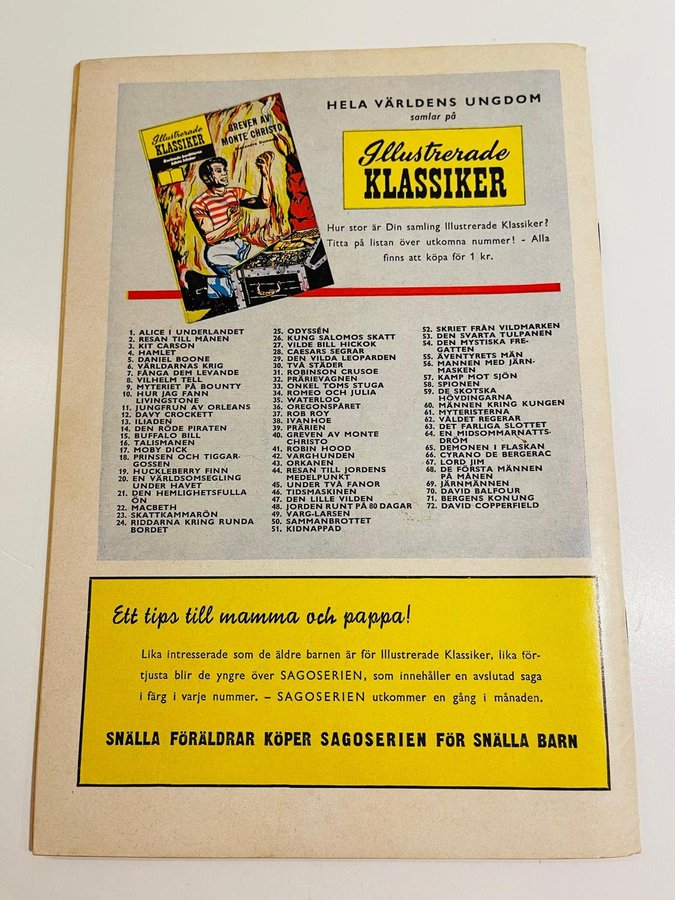 Illustrerade
KLASSIKER
GREVEN AV
MONTE CHRISTO
HELA VÄRLDENS UNGDOM
samlar på
Illustrerade
KLASSIKER
Hur stor är Din samling Illustrerade Klassiker?
Titta på listan över utkomna nummer! - Alla
finns att köpa för 1 kr.
1. ALICE I UNDERLANDET
2. RESAN TILL MÅNEN
3. KIT CARSON
4. HAMLET
5. DANIEL BOONE
6. VÄRLDARNAS KRIG
7. FÅNGA DEM LEVANDE
8. VILHELM TELL
9. MYTERIET PÅ BOUNTY
10. HUR JAG FANN
LIVINGSTONE
11. JUNGFRUN AV ORLEANS
12. DAVY CROCKETT
13. ILIADEN
14. DEN RÖDE PIRATEN
15. BUFFALO BILL
16. TALISMANEN
17. MOBY DICK
18. PRINSEN OCH TIGGAR-
GOSSEN
19. HUCKLEBERRY FINN
20. EN VÄRLDSOMSEGLING
UNDER HAVET
21. DEN HEMLIGHETSFULLA
ÖN
22. MACBETH
23. SKATTKAMMARÖN
24. RIDDARNA KRING RUNDA
BORDET
25. ODYSSÉN
26. KUNG SALOMOS SKATT
27. VILDE BILL HICKOK
28. CAESARS SEGRAR
29. DEN VILDA LEOPARDEN
30. TVÅ STÄDER
31. ROBINSON CRUSOE
32. PRÄRIEVAGNEN
33. ONKEL TOMS STUGA
34. ROMEO OCH JULIA
35. WATERLOO
36. OREGONSPÅRET
37. ROB ROY
38. IVANHOE
39. PRÄRIEN
40. GREVEN AV MONTE
CHRISTO
41. ROBIN HOOD
42. VARGHUNDEN
43. ORKANEN
44. RESAN TILL JORDENS
MEDELPUNKT
45. UNDER TVÅ FANOR
46. TIDSMASKINEN
47. DEN LILLE VILDEN
48. JORDEN RUNT PÅ 80 DAGAR
49. VARG-LARSEN
50. SAMMANBROTTET
51. KIDNAPPAD
52. SKRIET FRÅN VILDMARKEN
53. DEN SVARTA TULPANEN
54. DEN MYSTISKA FRE-
GATTEN
55. ÄVENTYRETS MÄN
56. MANNEN MED JÄRN-
MASKEN
57. KAMP MOT SJÖN
58. SPIONEN
59. DE SKOTSKA
HÖVDINGARNA
60. MÄNNEN KRING KUNGEN
61. MYTERISTERNA
62. VÅLDET REGERAR
63. DET FARLIGA SLOTTET
64. EN MIDSOMMARNATTS-
DRÖM
65. DEMONEN I FLASKAN
66. CYRANO DE BERGERAC
67. LORD JIM
68. DE FÖRSTA MÄNNEN
PÅ MÅNEN
69. JÄRNMANNEN
70. DAVID BALFOUR
71. BERGENS KONUNG
72. DAVID COPPERFIELD
Ett tips till mamma och pappa!
Lika intresserade som de äldre barnen är för Illustrerade Klassiker, lika för-
tjusta blir de yngre över SAGOSERIEN, som innehåller en avslutad saga
i färg i varje nummer. – SAGOSERIEN utkommer en gång i månaden.
SNÄLLA FÖRÄLDRAR KÖPER SAGOSERIEN FÖR SNÄLLA BARN